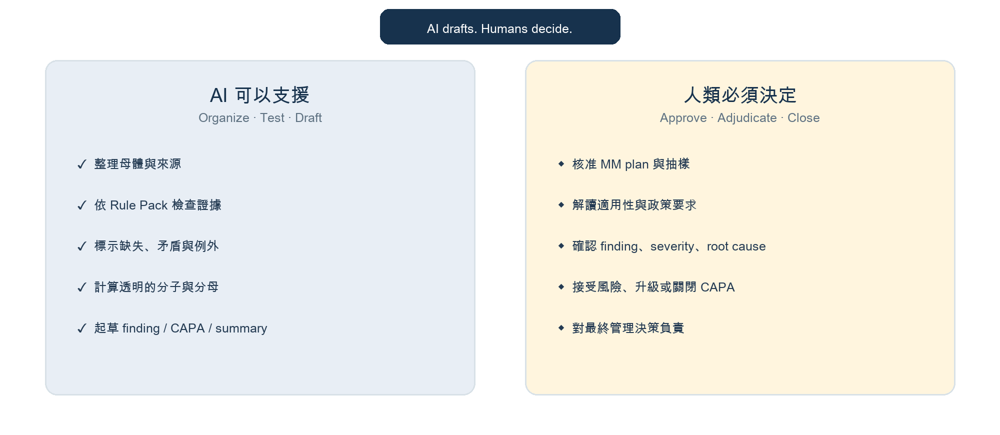 AI drafts. Humans decide.
AI 可以支援
Organize · Test · Draft
✓ 整理母體與來源
✓ 依 Rule Pack 檢查證據
✓ 標示缺失、矛盾與例外
✓ 計算透明的分子與分母
✓ 起草 finding / CAPA / summary
人類必須決定
Approve · Adjudicate · Close
◆ 核准 MM plan 與抽樣
◆ 解讀適用性與政策要求
◆ 確認 finding、severity、root cause
◆ 接受風險、升級或關閉 CAPA
◆ 對最終管理決策負責